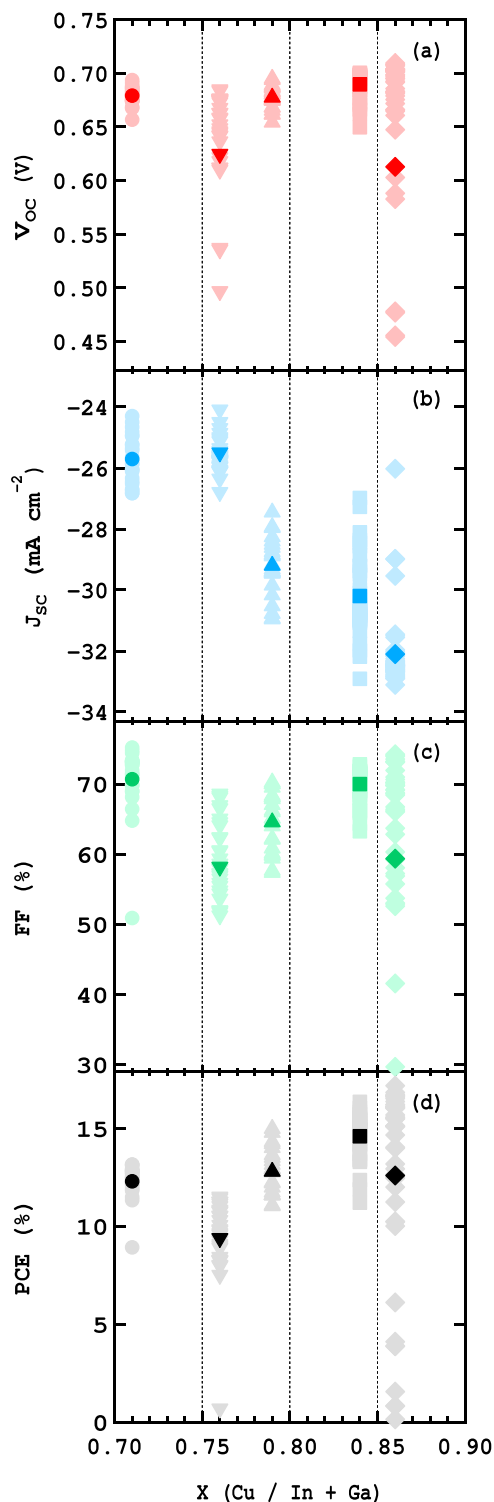 0.75
(a)
0.70
0.65
0.60
0.55
0.50
0.45
VOC (V)
(b)
−24
−26
−28
−30
−32
−34
JSC (mA cm−2)
(c)
70
60
50
40
30
FF (%)
(d)
15
10
5
0
PCE (%)
0.70 0.75 0.80 0.85 0.90
X (Cu / In + Ga)